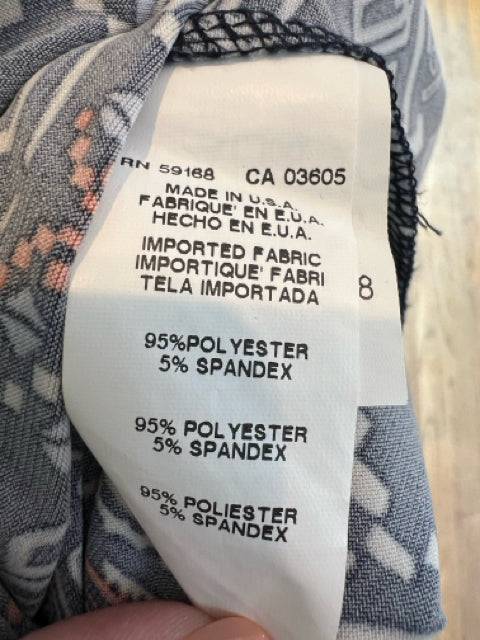 RN 59168 CA 03605
MADE IN U.S.A.
FABRIQUE' EN E.U.A.
HECHO EN E.U.A.
IMPORTED FABRIC
IMPORTIQUE' FABRI
TELA IMPORTADA
8
95%POLYESTER
5% SPANDEX
95% POLYESTER
5% SPANDEX
95% POLIESTER
5% SPANDEX